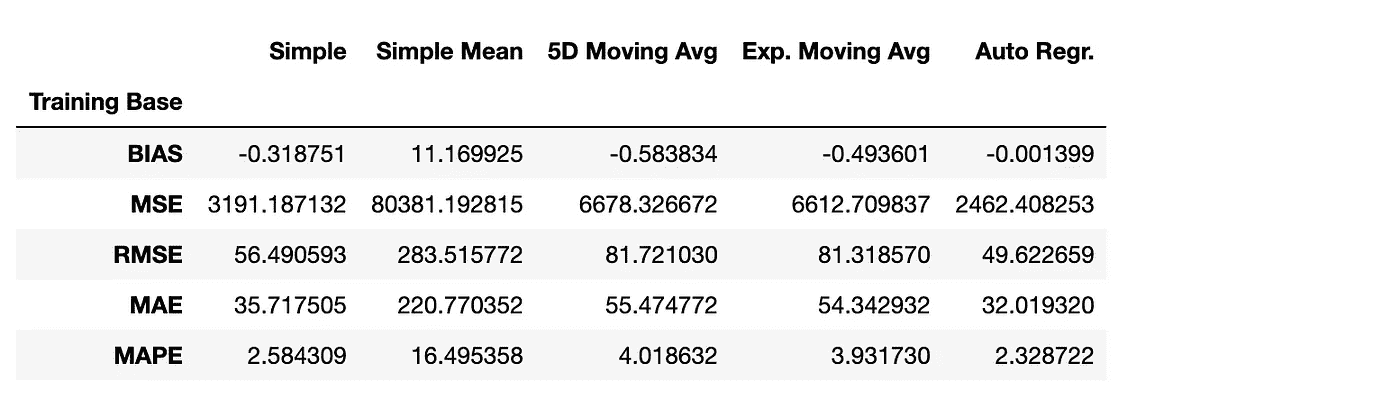 Simple Simple Mean 5D Moving Avg Exp. Moving Avg Auto Regr.
Training Base
BIAS -0.318751 11.169925 -0.583834 -0.493601 -0.001399
MSE 3191.187132 80381.192815 6678.326672 6612.709837 2462.408253
RMSE 56.490593 283.515772 81.721030 81.318570 49.622659
MAE 35.717505 220.770352 55.474772 54.342932 32.019320
MAPE 2.584309 16.495358 4.018632 3.931730 2.328722